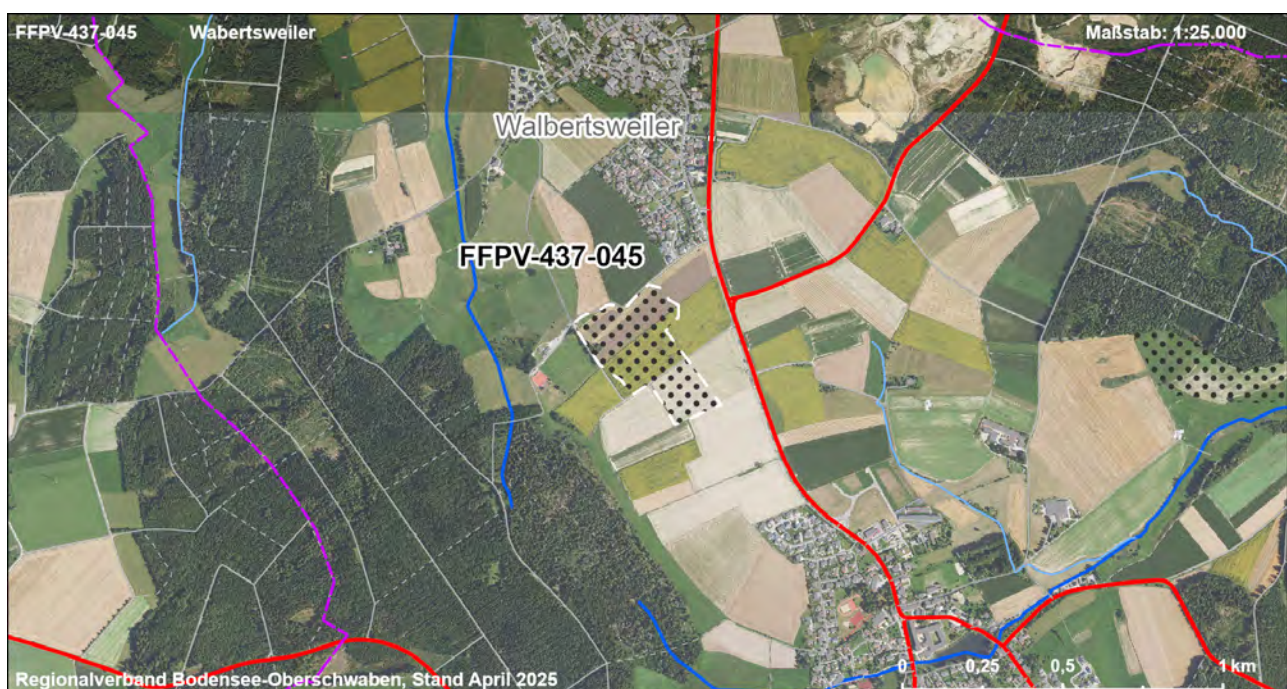 FFPV-437-045 Wabertsweiler Maßstab: 1:25.000
Walbertsweiler
FFPV-437-045
0 0,25 0,5 1 km
Regionalverband Bodensee-Oberschwaben, Stand April 2025